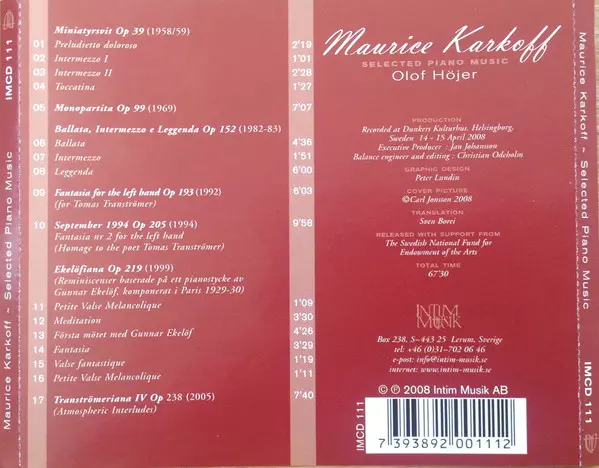 Maurice Karkoff ~ Selected Piano Music
IMCD 111
Miniatyrsvit Op 39 (1958/59)
01 Preludietto doloroso 2'19
02 Intermezzo I 1'01
03 Intermezzo II 2'28
04 Toccatina 1'27
05 Monopartita Op 99 (1969) 7'07
Ballata, Intermezzo e Leggenda Op 152 (1982-83)
06 Ballata 4'36
07 Intermezzo 1'51
08 Leggenda 6'00
09 Fantasia for the left hand Op 193 (1992) 6'03
(for Tomas Tranströmer)
10 September 1994 Op 205 (1994) 9'58
Fantasia nr 2 for the left hand
(Homage to the poet Tomas Tranströmer)
Ekelöfiana Op 219 (1999)
(Reminiscenser baserade på ett pianostycke av
Gunnar Ekelöf, komponerat i Paris 1929-30)
11 Petite Valse Melancolique 1'09
12 Meditation 3'30
13 Första mötet med Gunnar Ekelöf 4'26
14 Fantasia 3'29
15 Valse fantastique 1'19
16 Petite Valse Melancolique 1'11
17 Tranströmeriana IV Op 238 (2005) 7'40
(Atmospheric Interludes)
Maurice Karkoff
SELECTED PIANO MUSIC
Olof Höjer
PRODUCTION
Recorded at Dunkers Kulturhus. Helsingborg,
Sweden 14 - 15 April 2008
Executive Producer : Jan Johansson
Balance engineer and editing : Christian Odeholm
GRAPHIC DESIGN
Peter Lundin
COVER PICTURE
©Carl Jonsson 2008
TRANSLATION
Sven Borei
RELEASED WITH SUPPORT FROM
The Swedish National Fund for
Endowment of the Arts
TOTAL TIME
67'30
INTIM
MUSIK
Box 238, S–443 25 Lerum, Sverige
tel: +46 (0)31–702 06 46
e-post: info@intim-musik.se
internet: www.intim-musik.se
© ℗ 2008 Intim Musik AB
IMCD 111
7 393892 001112
Maurice Karkoff ~ Selected Piano Music
IMCD 111